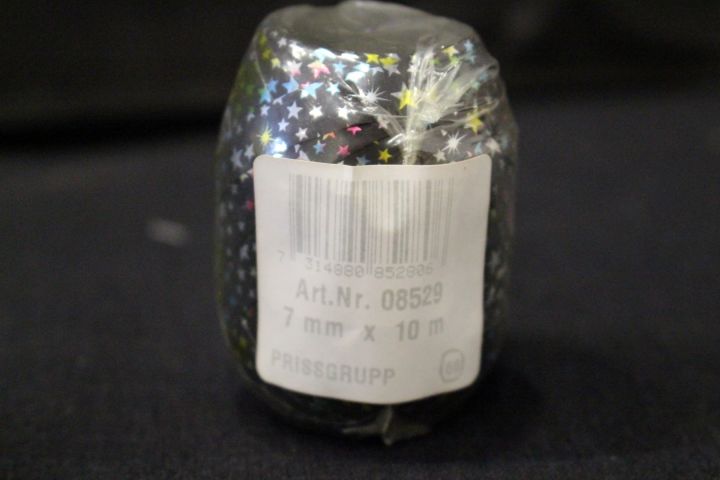 7 314880 852806
Art.Nr. 08529
7 mm x 10 m
PRISSGRUPP